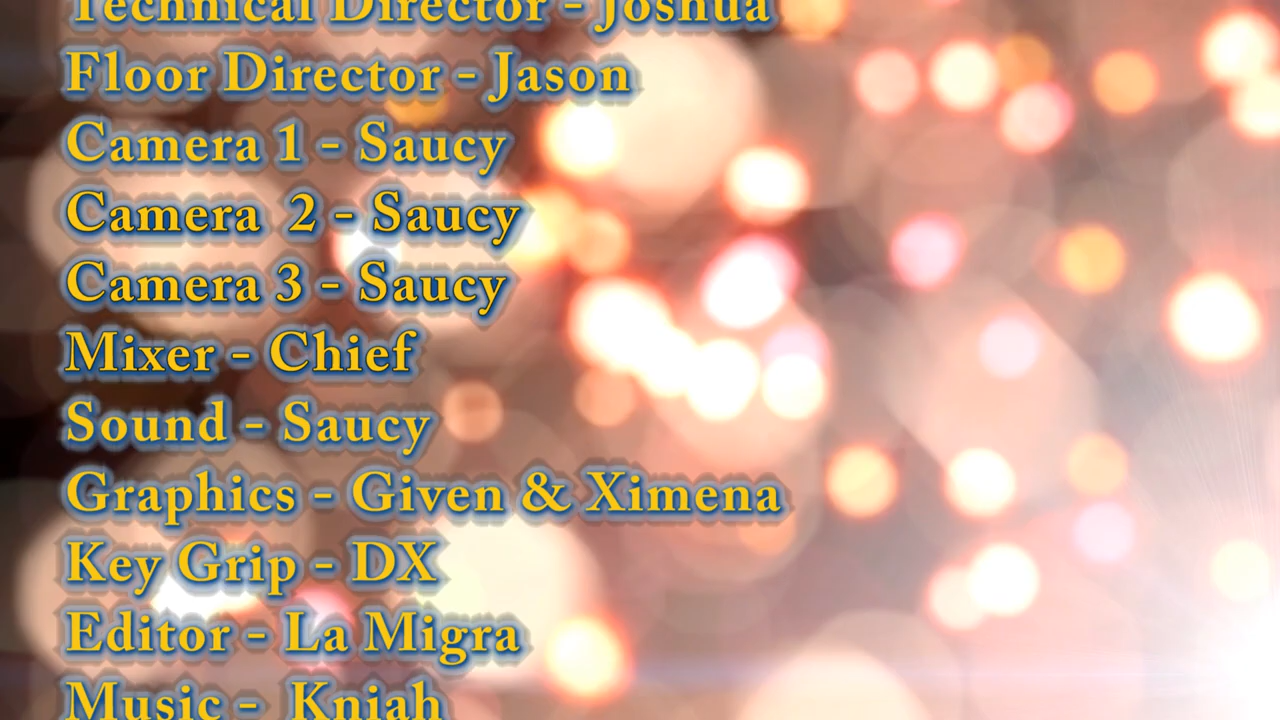 Technical Director - Joshua
Floor Director - Jason
Camera 1 - Saucy
Camera  2 - Saucy
Camera 3 - Saucy
Mixer - Chief
Sound - Saucy
Graphics - Given & Ximena
Key Grip - DX
Editor - La Migra
Music -  Kniah